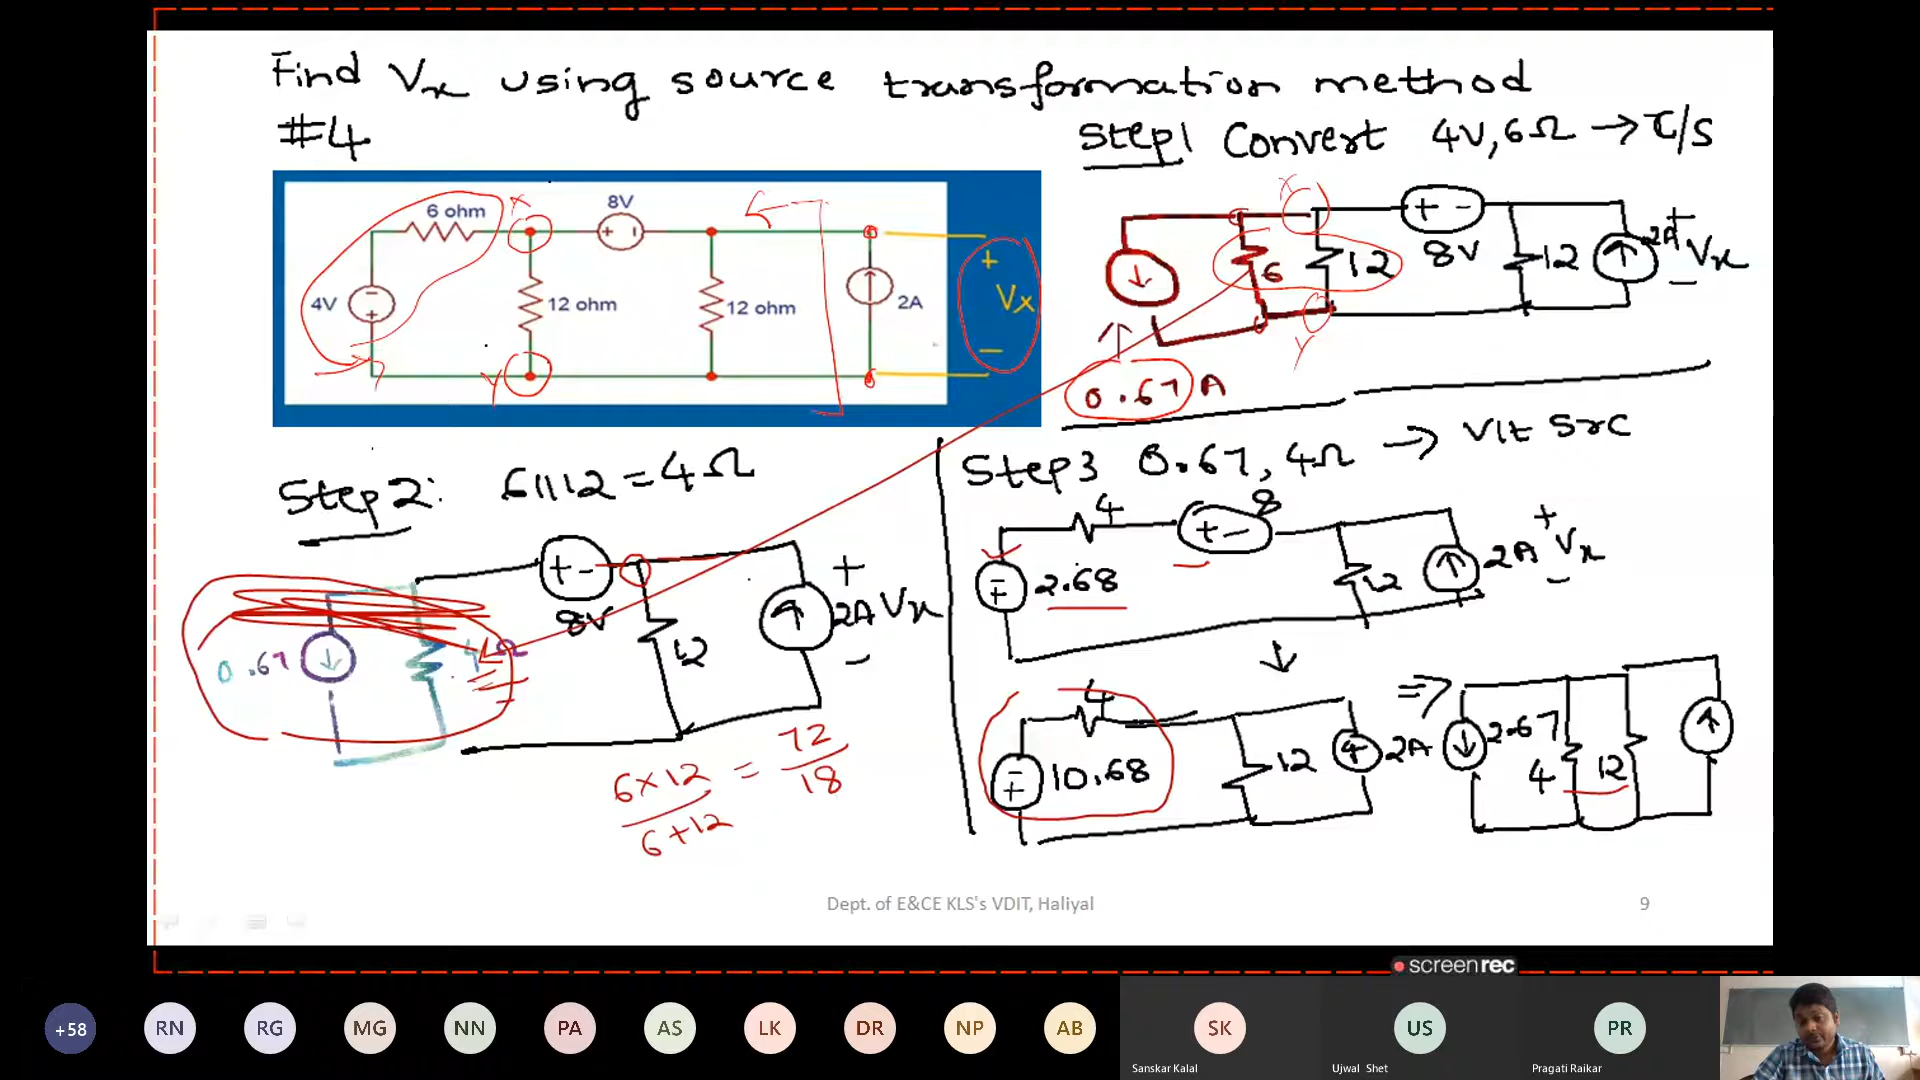 Find Vx using source transformation method
#4
Step1 Convert 4V, 6Ω → C/S
6 ohm
X
8V
+
-
4V
-
+
12 ohm
12 ohm
2A
+
Vx
-
Y
X
6
12
+ -
8V
12
2A
+
Vx
-
Y
0.67 A
Step2: 6||12 = 4Ω
0.67
4Ω
+ -
8V
12
2A
+
Vx
-
6×12 / 6+12 = 72 / 18
Step3 0.67, 4Ω → Vlt Src
4
+ -
8
2.68
-
+
12
2A
+
Vx
-
4
10.68
-
+
12
2A
⇒
2.67
4
12
Dept. of E&CE KLS's VDIT, Haliyal
9
screenrec
+58
RN
RG
MG
NN
PA
AS
LK
DR
NP
AB
SK
US
PR
Sanskar Kalal
Ujwal Shet
Pragati Raikar